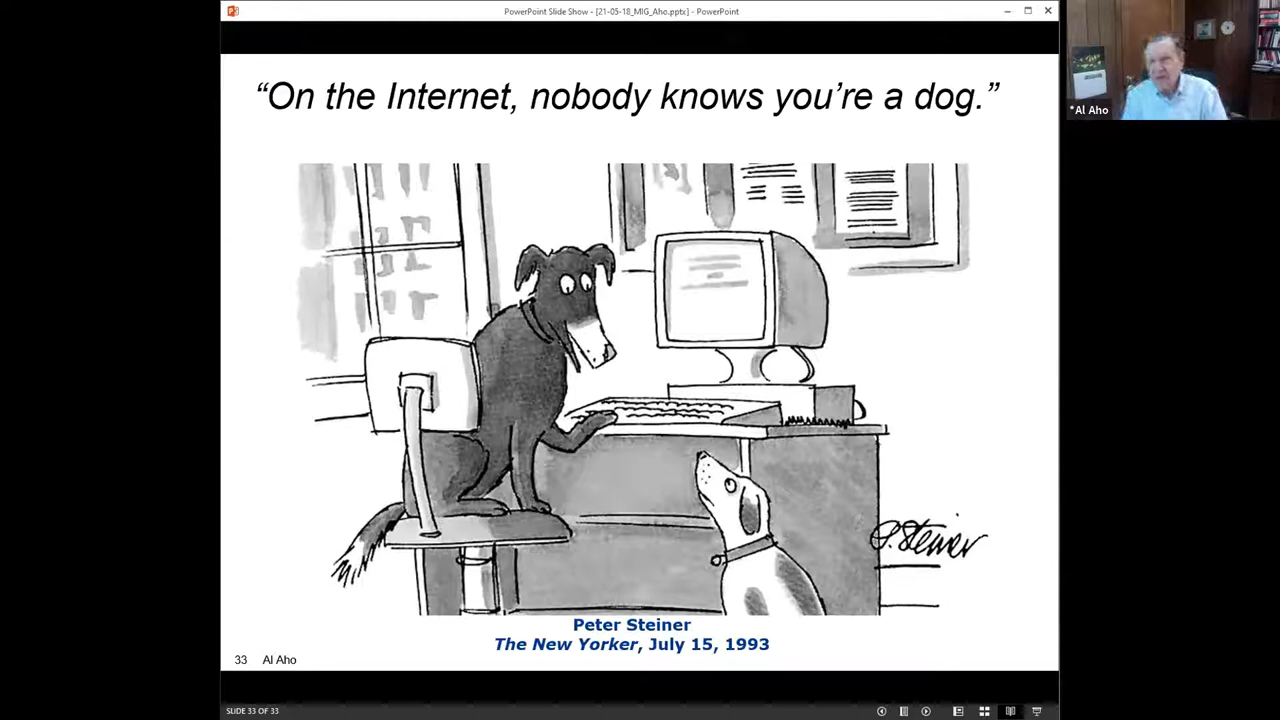 PowerPoint Slide Show - [21-05-18_MIG_Aho.pptx] - PowerPoint
*Al Aho
“On the Internet, nobody knows you’re a dog.”
P. Steiner
Peter Steiner
The New Yorker, July 15, 1993
33 Al Aho
SLIDE 33 OF 33